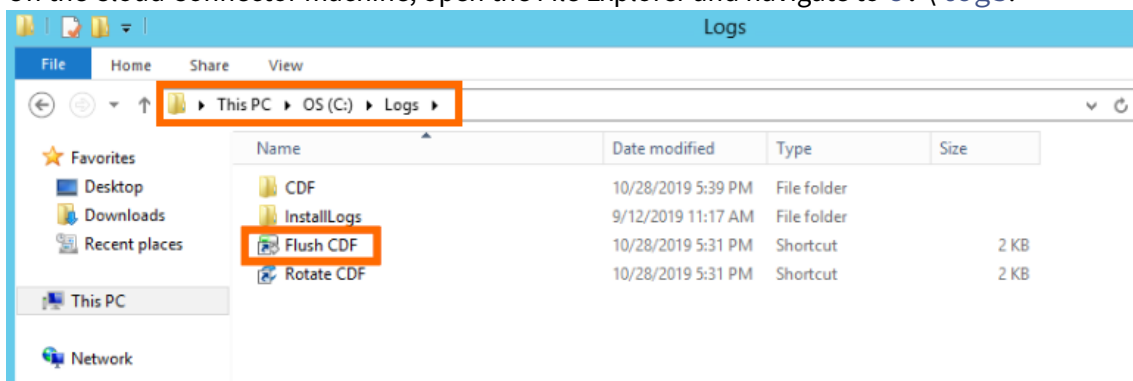 On the Cloud Connector machine, open the File Explorer and navigate to C:\logs.
Logs
File Home Share View
This PC OS (C:) Logs
Name Date modified Type Size
Favorites
Desktop
Downloads
Recent places
This PC
Network
CDF 10/28/2019 5:39 PM File folder
InstallLogs 9/12/2019 11:17 AM File folder
Flush CDF 10/28/2019 5:31 PM Shortcut 2 KB
Rotate CDF 10/28/2019 5:31 PM Shortcut 2 KB